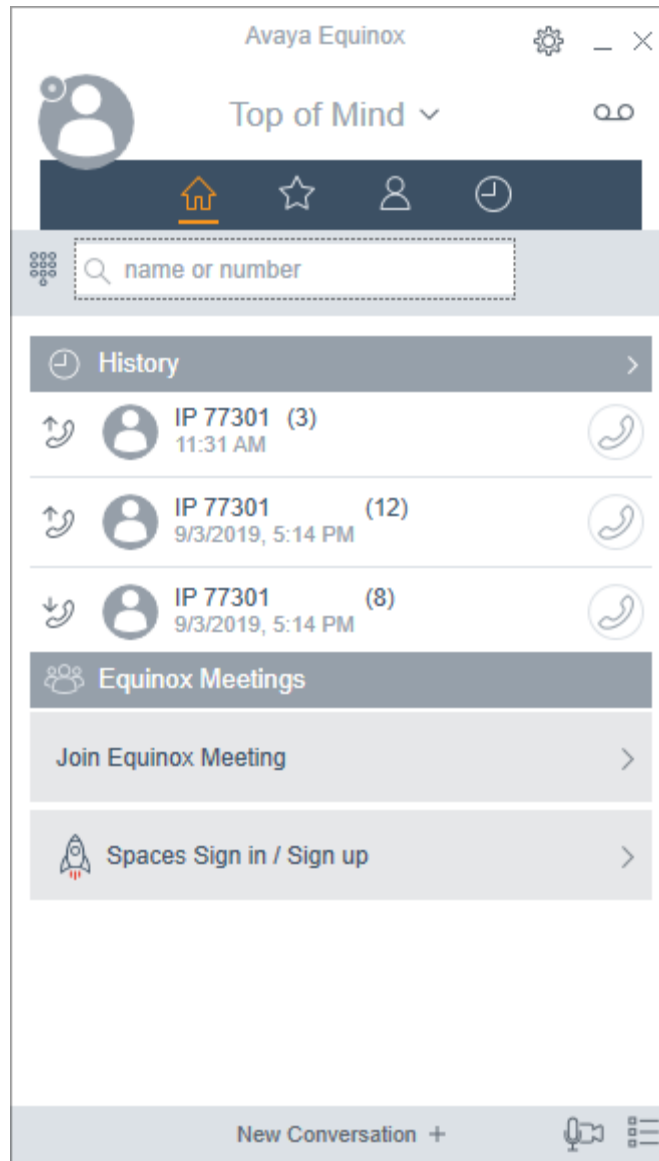 Avaya Equinox
Top of Mind
name or number
History
IP 77301 (3)
11:31 AM
IP 77301 (12)
9/3/2019, 5:14 PM
IP 77301 (8)
9/3/2019, 5:14 PM
Equinox Meetings
Join Equinox Meeting
Spaces Sign in / Sign up
New Conversation +